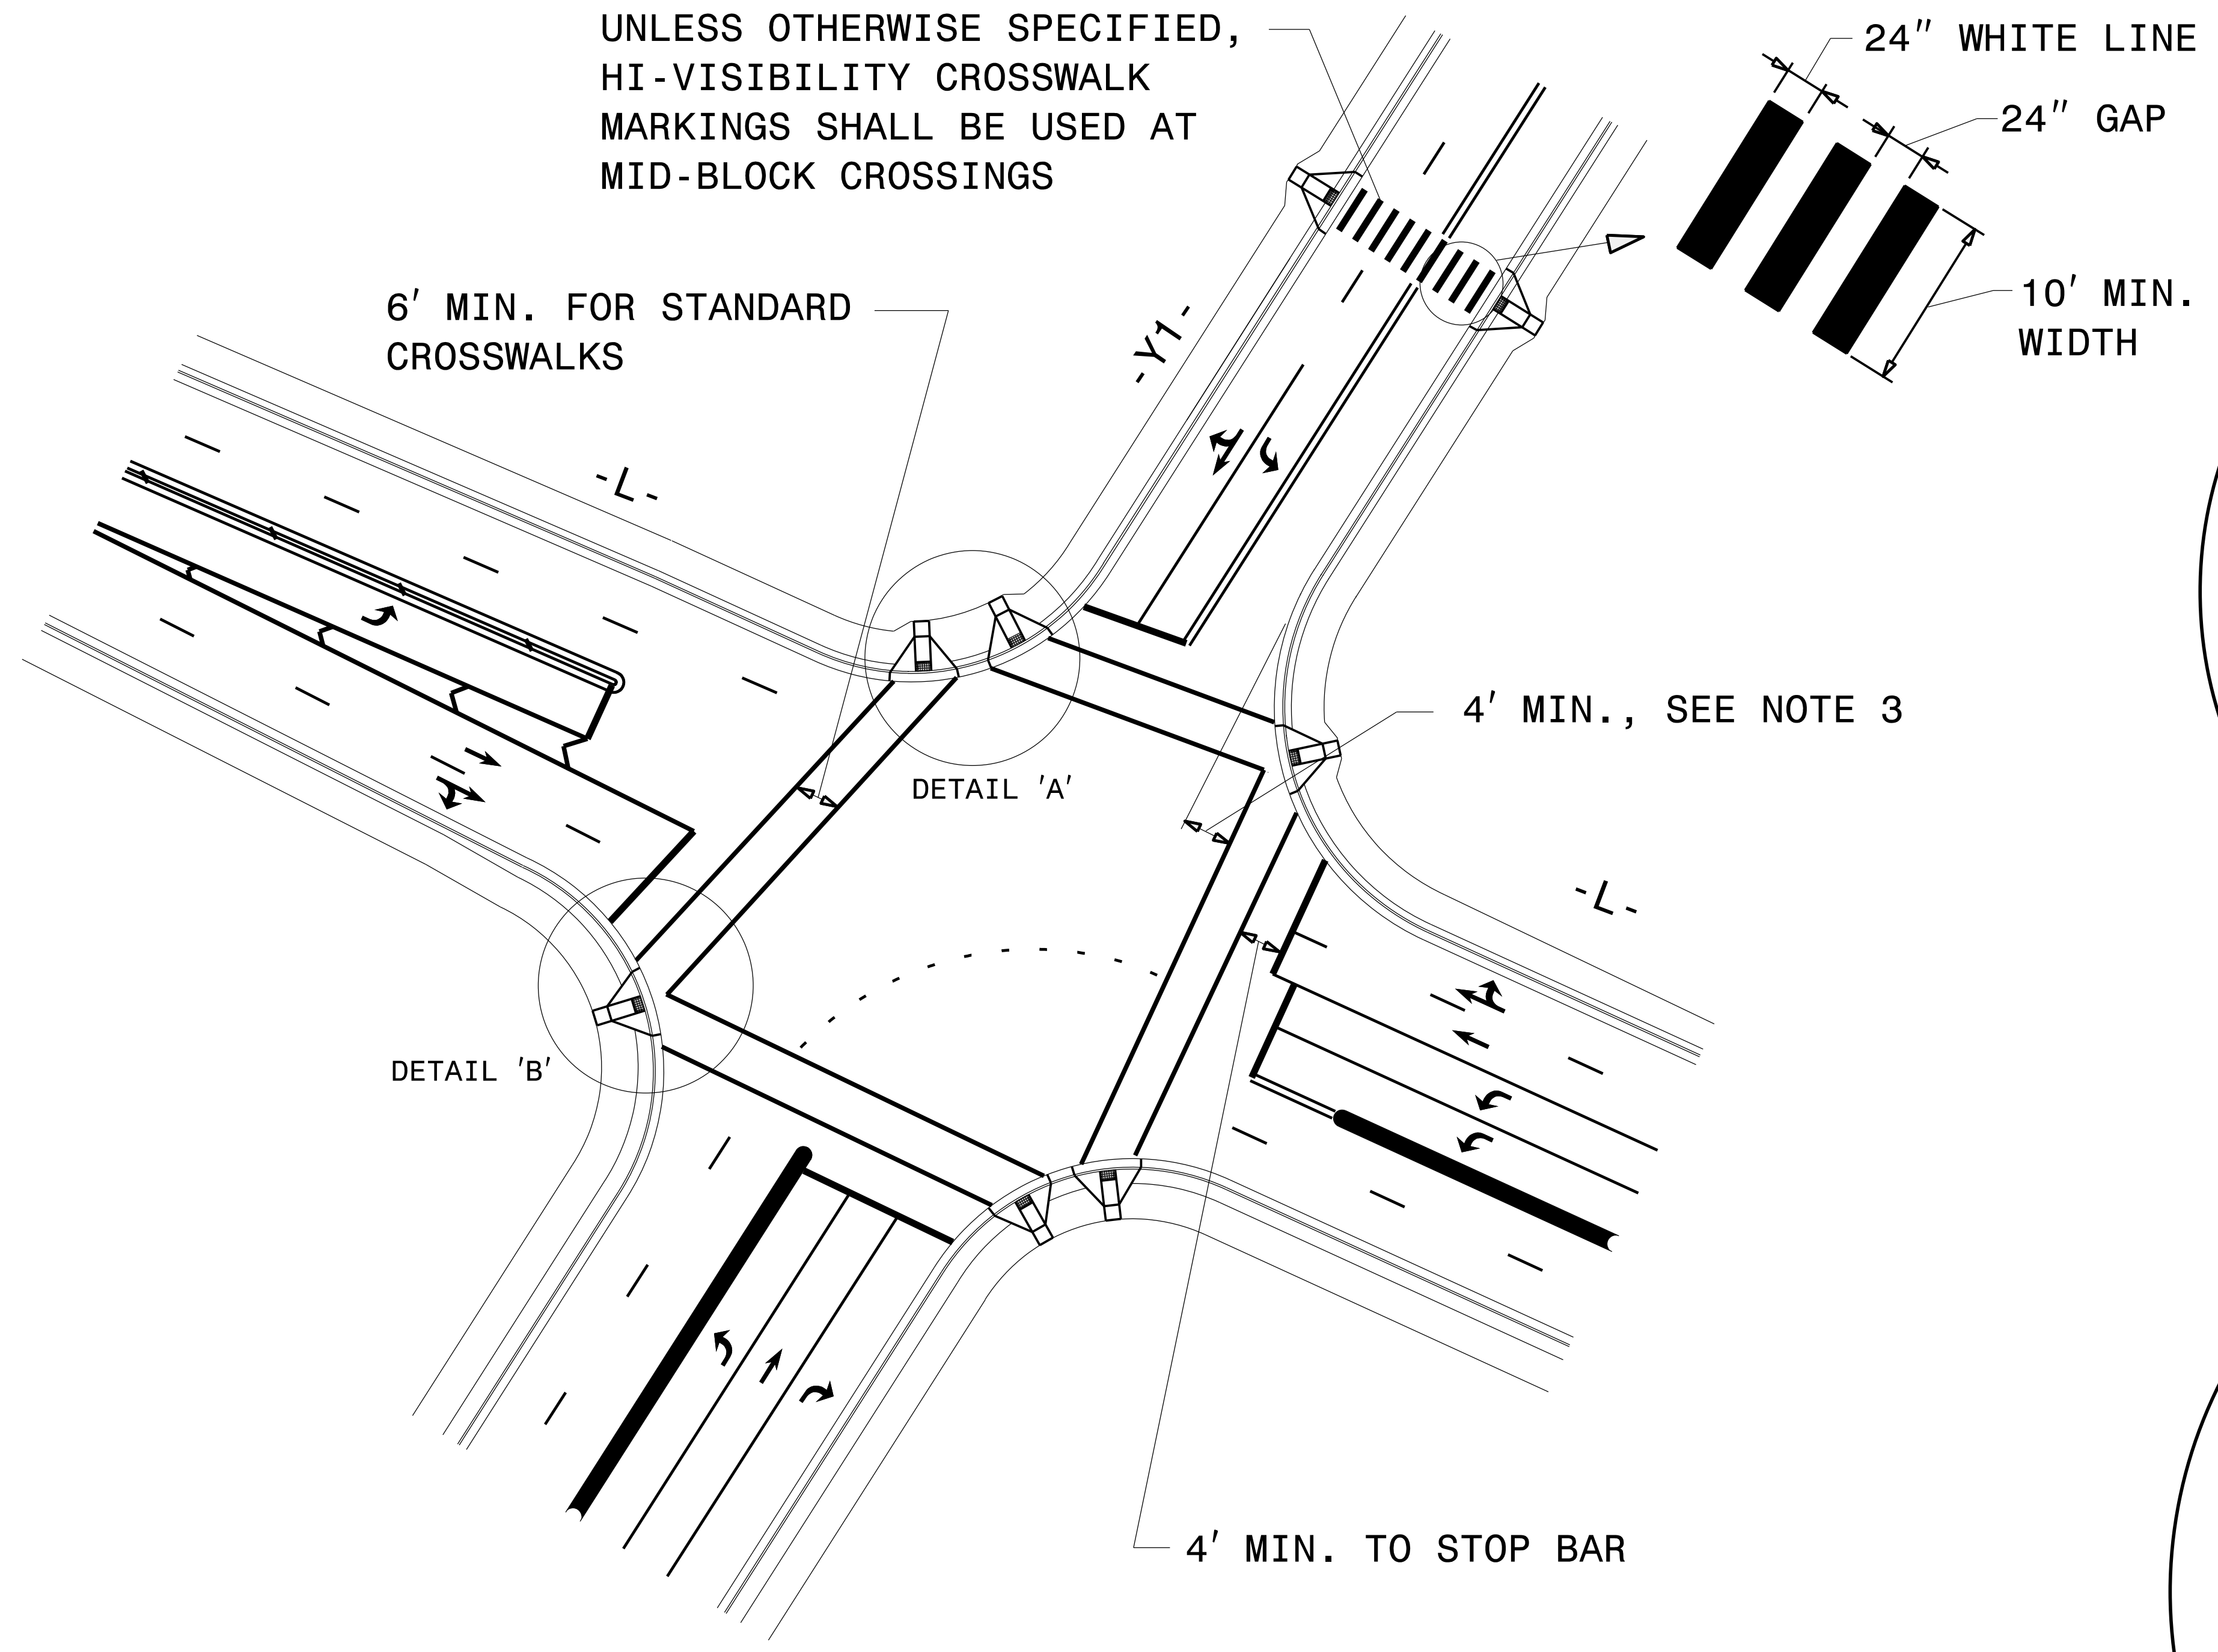 UNLESS OTHERWISE SPECIFIED,
HI-VISIBILITY CROSSWALK
MARKINGS SHALL BE USED AT
MID-BLOCK CROSSINGS
24" WHITE LINE
24" GAP
10' MIN.
WIDTH
6' MIN. FOR STANDARD
CROSSWALKS
-Y1-
-L-
4' MIN., SEE NOTE 3
DETAIL 'A'
-L-
DETAIL 'B'
4' MIN. TO STOP BAR